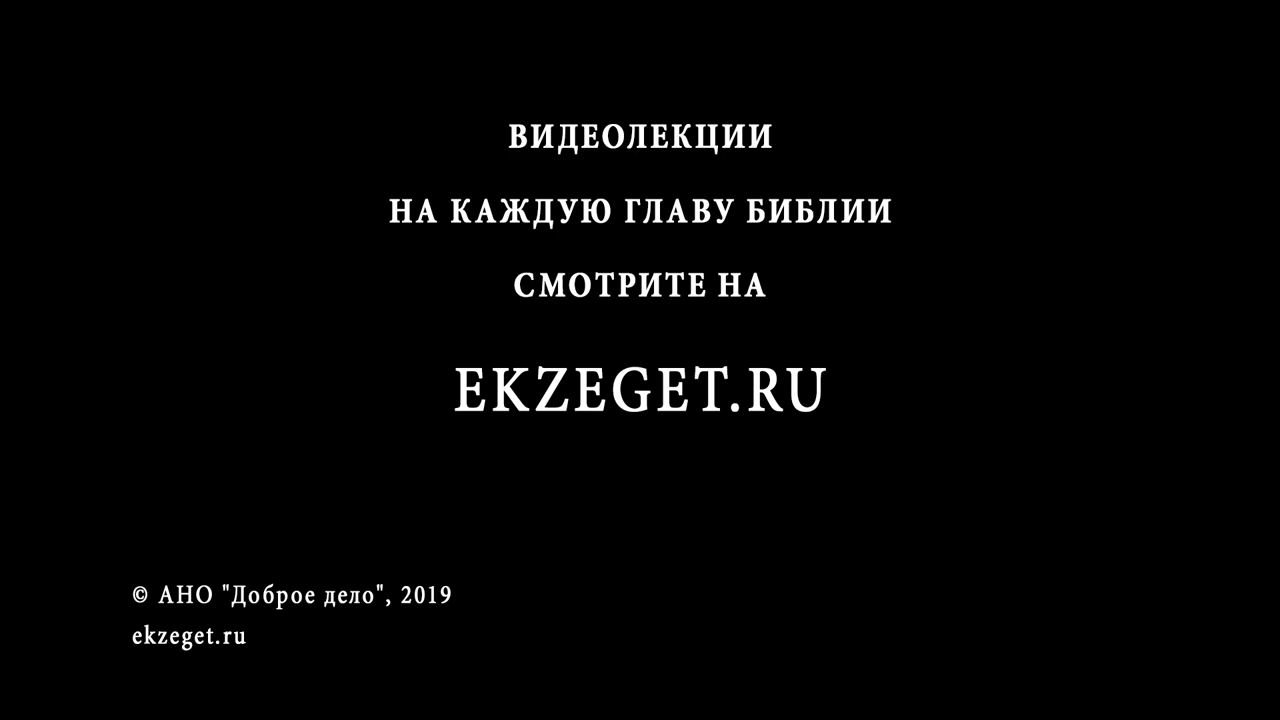 ВИДЕОЛЕКЦИИ
НА КАЖДУЮ ГЛАВУ БИБЛИИ
СМОТРИТЕ НА
EKZEGET.RU
© АНО "Доброе дело", 2019
ekzeget.ru